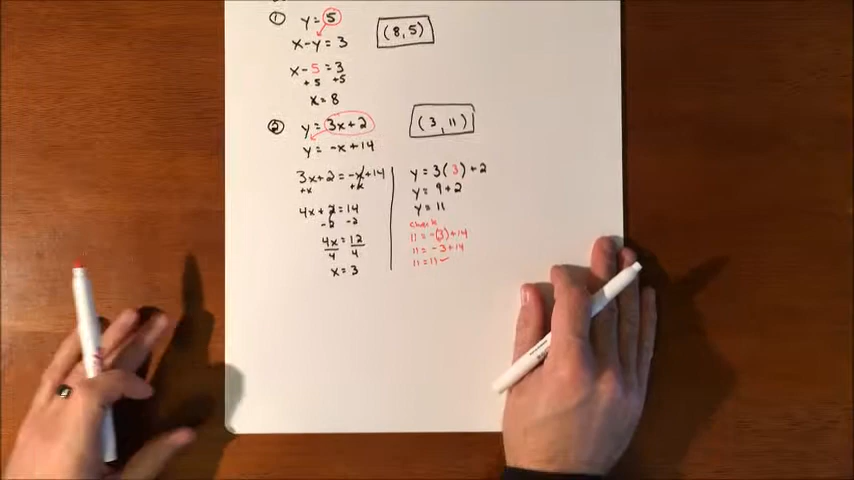 ① y = 5
x-y = 3
(8,5)
x-5 = 3
+5 +5
x = 8
② y = 3x+2
(3,11)
y = -x+14
3x+2 = -x+14
+x +x
4x+2 = 14
-2 -2
4x = 12
4 4
x = 3
y = 3(3)+2
y = 9+2
y = 11
check
11 = -(3)+14
11 = -3+14
11 = 11 ✓